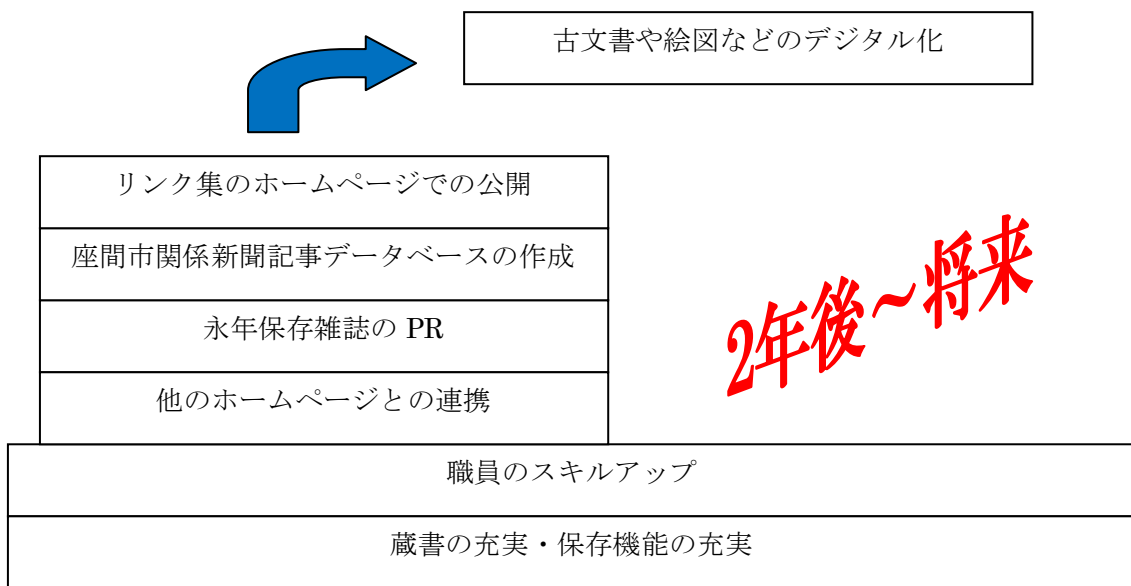 古文書や絵図などのデジタル化
リンク集のホームページでの公開
座間市関係新聞記事データベースの作成
永年保存雑誌の PR
他のホームページとの連携
2年後～将来
職員のスキルアップ
蔵書の充実・保存機能の充実